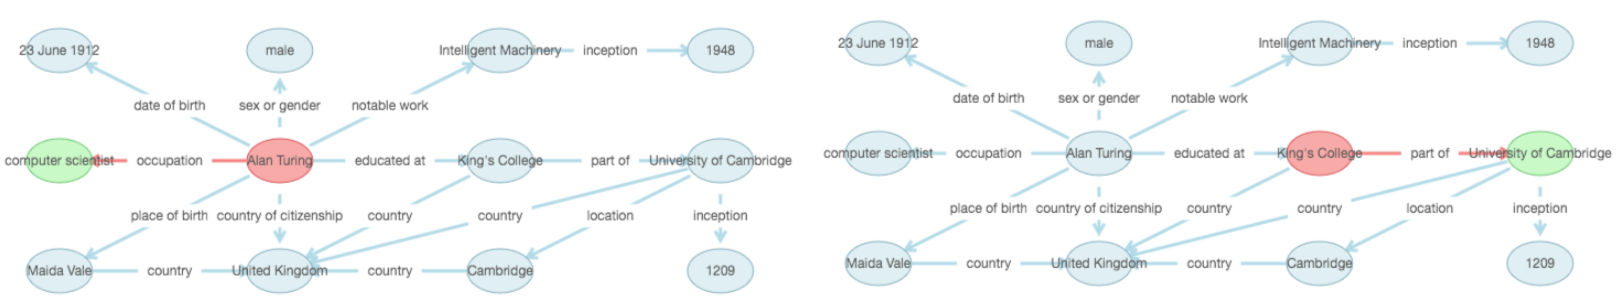 23 June 1912
male
Intelligent Machinery inception 1948
date of birth sex or gender notable work
computer scientist occupation Alan Turing educated at King's College part of University of Cambridge
place of birth country of citizenship country country location inception
Maida Vale country United Kingdom country Cambridge 1209
23 June 1912
male
Intelligent Machinery inception 1948
date of birth sex or gender notable work
computer scientist occupation Alan Turing educated at King's College part of University of Cambridge
place of birth country of citizenship country country location inception
Maida Vale country United Kingdom country Cambridge 1209